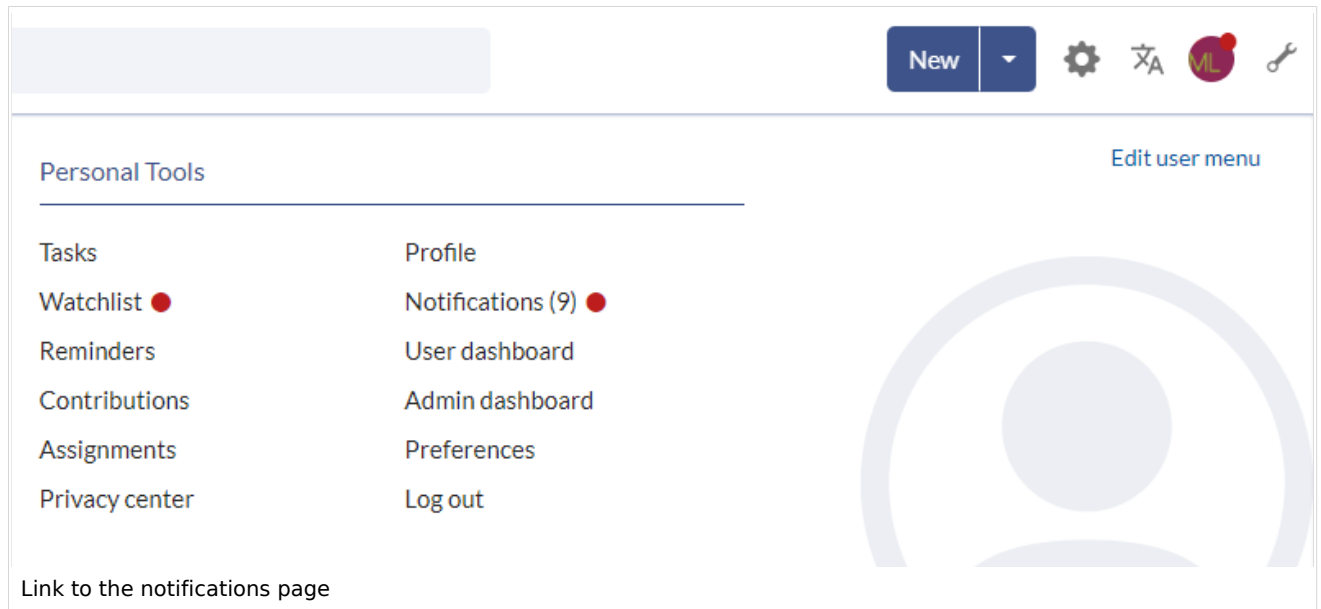 New
ML
Personal Tools
Edit user menu
Tasks
Profile
Watchlist
Notifications (9)
Reminders
User dashboard
Contributions
Admin dashboard
Assignments
Preferences
Privacy center
Log out
Link to the notifications page